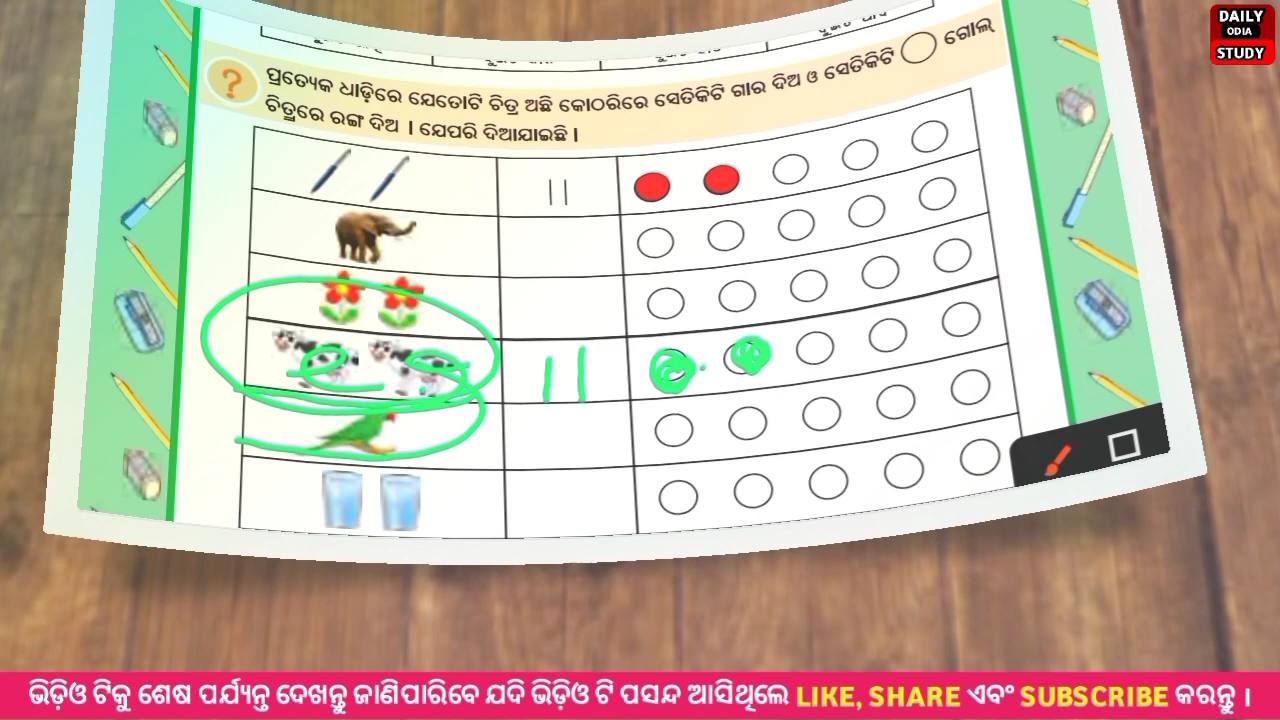 DAILY
ODIA
STUDY
ପ୍ରତ୍ୟେକ ଧାଡ଼ିରେ ଯେତୋଟି ଚିତ୍ର ଅଛି କୋଠରିରେ ସେତିକିଟି ଗାର ଦିଅ ଓ ସେତିକିଟି ଗୋଲ୍
ଚିତ୍ରରେ ରଙ୍ଗ ଦିଅ । ଯେପରି ଦିଆଯାଇଛି ।
ଭିଡ଼ିଓ ଟିକୁ ଶେଷ ପର୍ଯ୍ୟନ୍ତ ଦେଖନ୍ତୁ ଜାଣିପାରିବେ ଯଦି ଭିଡ଼ିଓ ଟି ପସନ୍ଦ ଆସିଥିଲେ LIKE, SHARE ଏବଂ SUBSCRIBE କରନ୍ତୁ ।